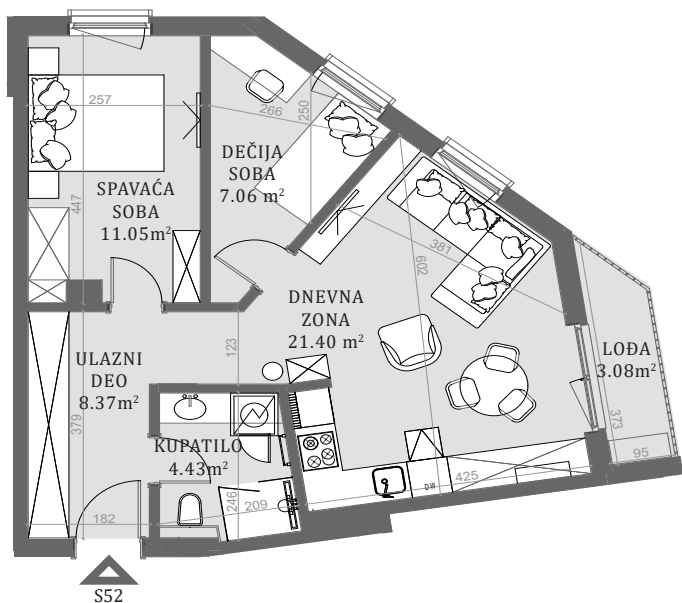 257
266
250
DEČIJA
SOBA
7.06 m²
SPAVAĆA
SOBA
11.05m²
447
381
602
DNEVNA
ZONA
21.40 m²
123
ULAZNI
DEO
8.37m²
379
LOĐA
3.08m²
373
95
KUPATILO
4.43m²
246
209
182
DW
425
S52